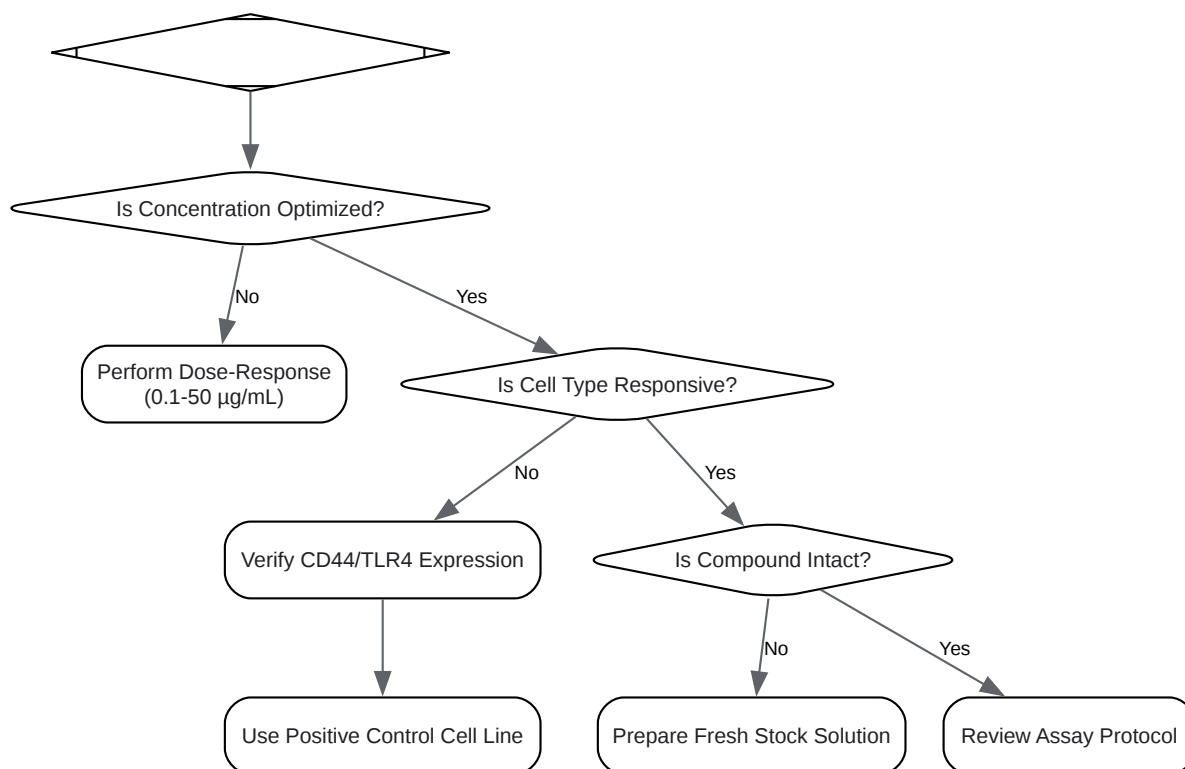 Is Concentration Optimized?
No
Yes
Perform Dose-Response
(0.1-50 µg/mL)
Is Cell Type Responsive?
No
Yes
Verify CD44/TLR4 Expression
Is Compound Intact?
No
Yes
Use Positive Control Cell Line
Prepare Fresh Stock Solution
Review Assay Protocol